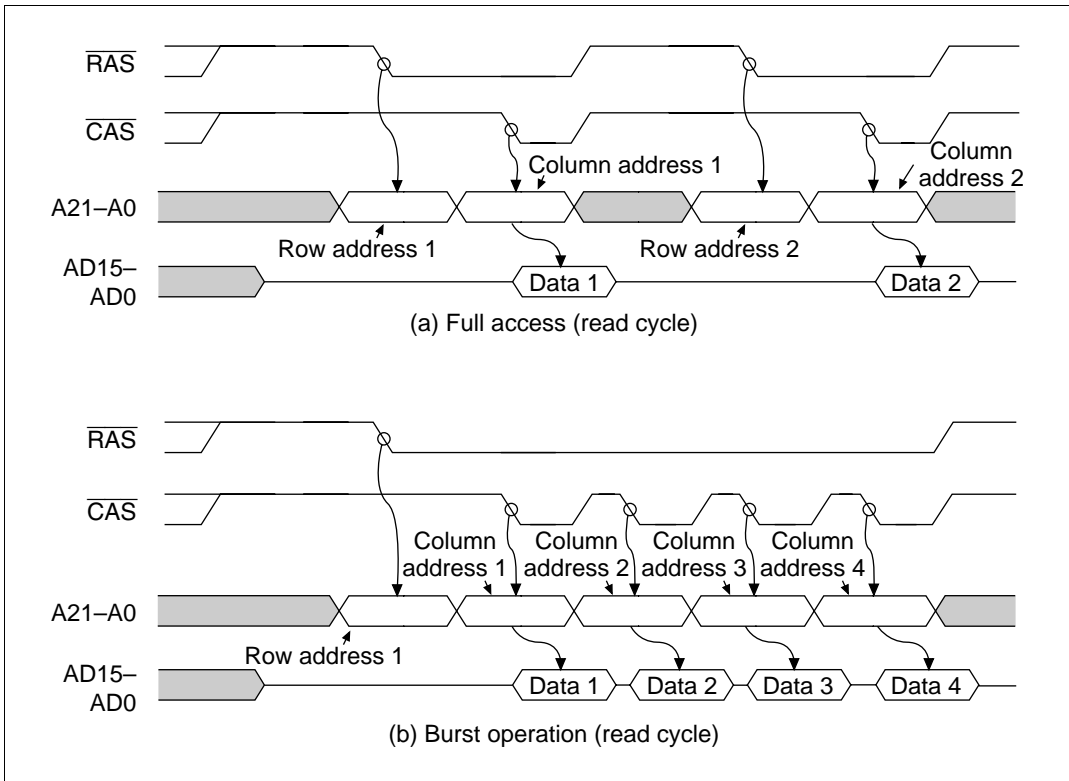 RAS
CAS
Column address 1
Column
address 2
A21–A0
Row address 1
Row address 2
AD15–
AD0
Data 1
Data 2
(a) Full access (read cycle)
RAS
CAS
Column
address 1
Column
address 2
Column
address 3
Column
address 4
A21–A0
Row address 1
AD15–
AD0
Data 1
Data 2
Data 3
Data 4
(b) Burst operation (read cycle)